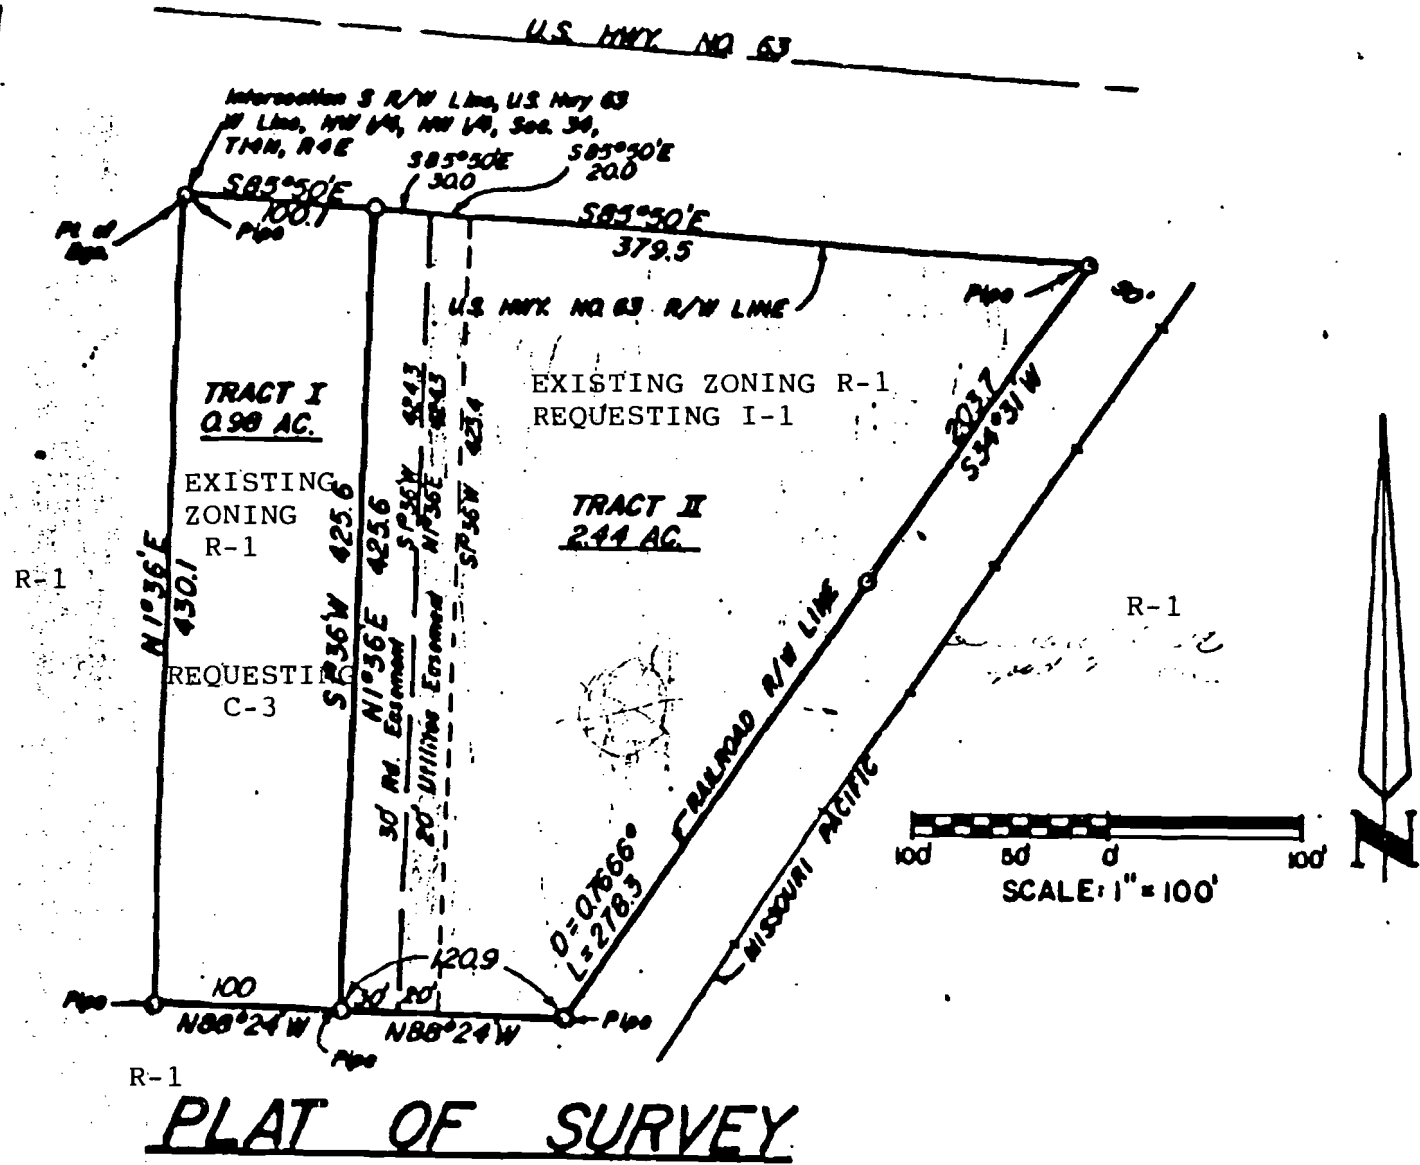 U.S. HWY. NO. 63
Intersection S R/W Line, U.S. Hwy 63
W Line, NW 1/4, NW 1/4, Sec. 34,
T14N, R4E
S85°50'E
30.0
S85°50'E
20.0
S85°50'E
100.1
S85°50'E
379.5
Pt. of
Bgn.
Pipe
Pipe
30'
U.S. HWY. NO. 63 R/W LINE
TRACT I
0.98 AC.
EXISTING
ZONING
R-1
REQUESTING
C-3
EXISTING ZONING R-1
REQUESTING I-1
TRACT II
2.44 AC.
203.7
S34°31'W
R-1
N1°36'E
430.1
S1°36'W 425.6
N1°36'E 425.6
S1°36'W 424.3
N1°36'E 424.3
S1°36'W 423.4
30' Rd. Easement
20' Utilities Easement
R-1
RAILROAD R/W LINE
MISSOURI PACIFIC
D=0.7666°
L=278.3
100' 50' 0' 100'
SCALE: 1" = 100'
N
120.9
Pipe
100
30' 20'
N88°24'W
N88°24'W
Pipe
Pipe
R-1
PLAT OF SURVEY